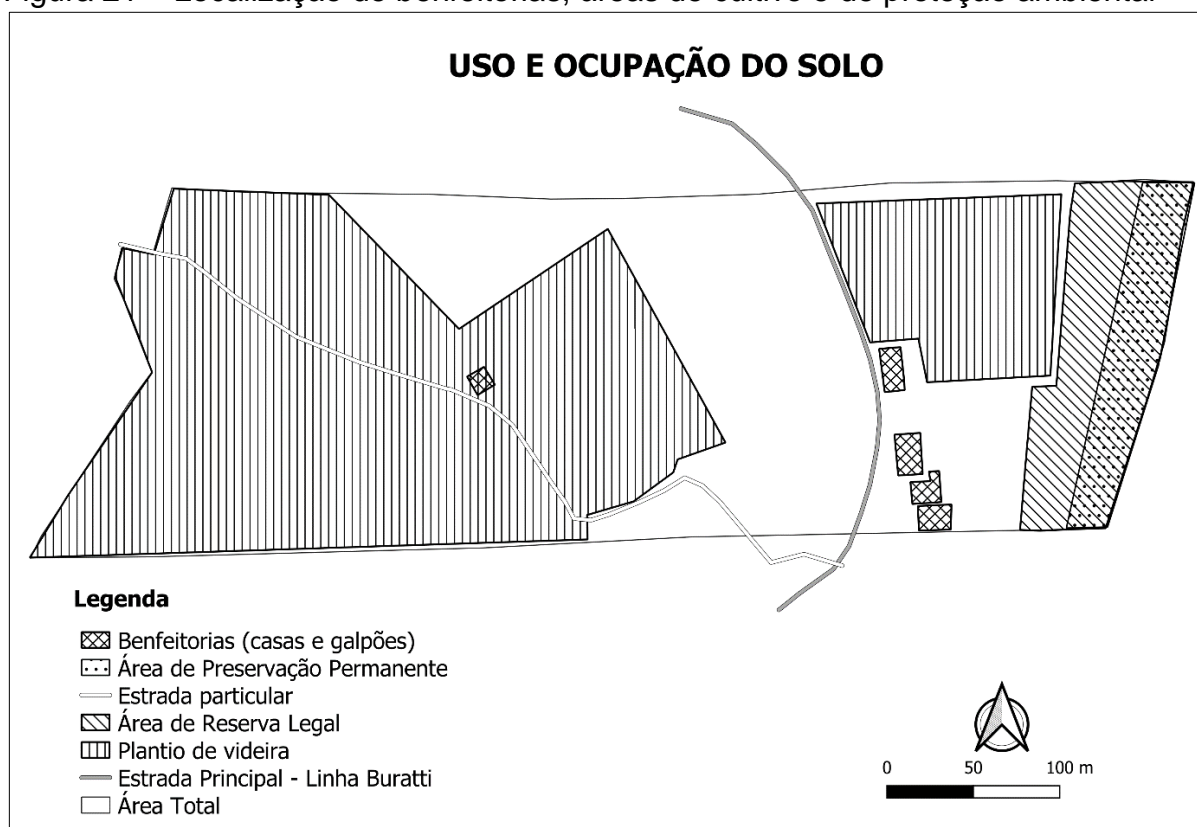 Figura 21 – Localização de benfeitorias, áreas de cultivo e de proteção ambiental
USO E OCUPAÇÃO DO SOLO
Legenda
Benfeitorias (casas e galpões)
Área de Preservação Permanente
Estrada particular
Área de Reserva Legal
Plantio de videira
Estrada Principal - Linha Buratti
Área Total
0 50 100 m